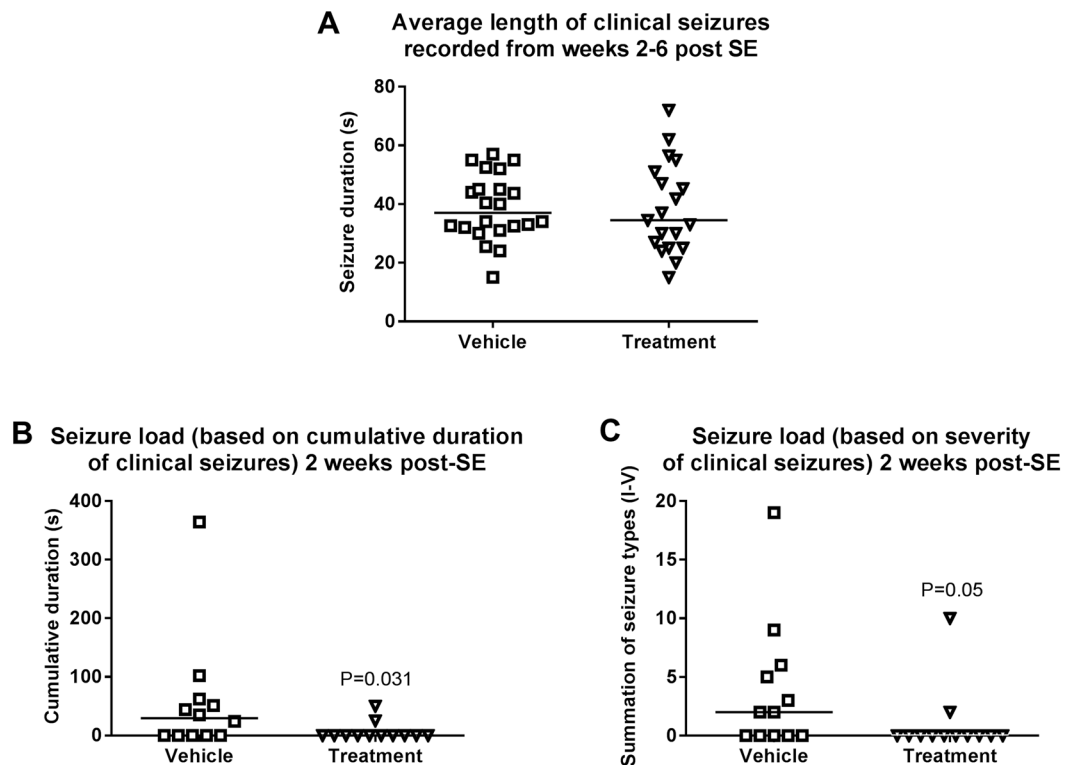 A
Average length of clinical seizures
recorded from weeks 2-6 post SE
Seizure duration (s)
80
60
40
20
0
Vehicle
Treatment
B
Seizure load (based on cumulative duration
of clinical seizures) 2 weeks post-SE
Cumulative duration (s)
400
300
200
100
0
P=0.031
Vehicle
Treatment
C
Seizure load (based on severity
of clinical seizures) 2 weeks post-SE
Summation of seizure types (I-V)
20
15
10
5
0
P=0.05
Vehicle
Treatment